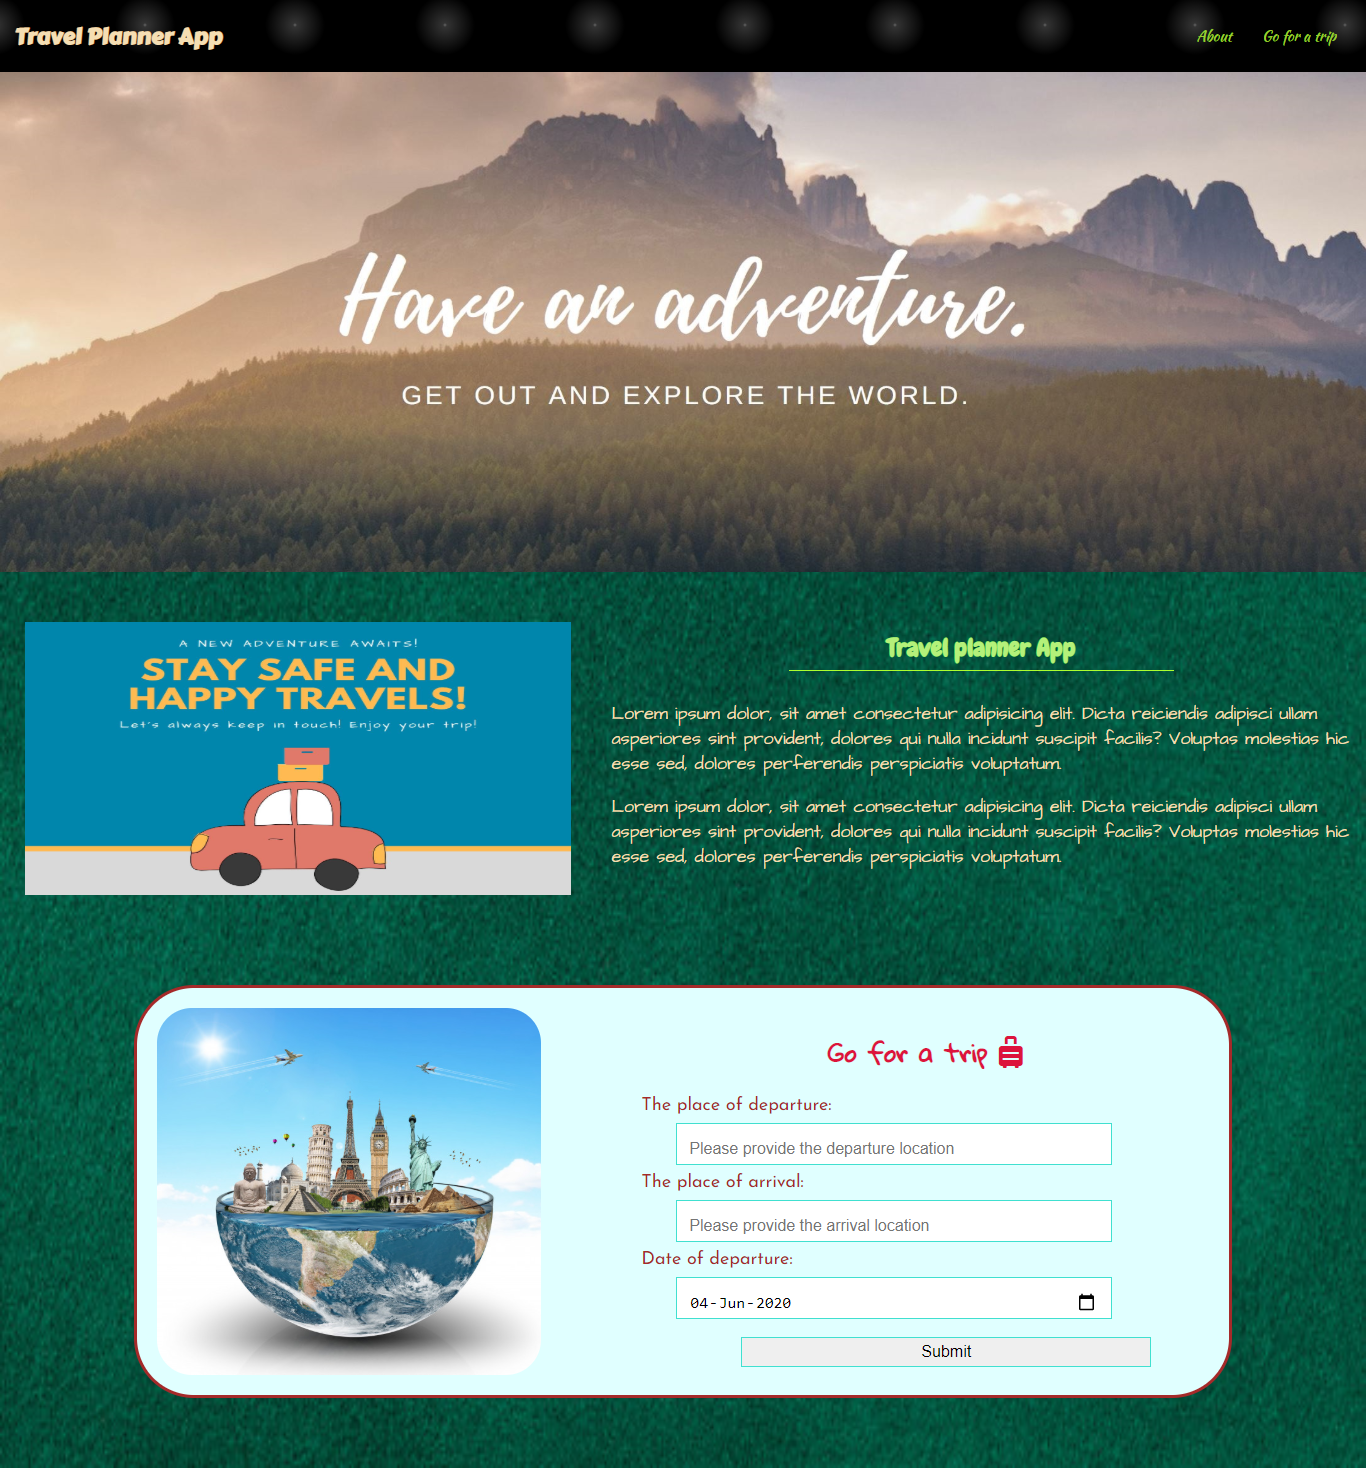 Travel Planner App
About
Go for a trip
Have an adventure.
GET OUT AND EXPLORE THE WORLD.
A NEW ADVENTURE AWAITS!
STAY SAFE AND
HAPPY TRAVELS!
Let's always keep in touch! Enjoy your trip!
Travel planner App
Lorem ipsum dolor, sit amet consectetur adipisicing elit. Dicta reiciendis adipisci ullam
asperiores sint provident, dolores qui nulla incidunt suscipit facilis? Voluptas molestias hic
esse sed, dolores perferendis perspiciatis voluptatum.
Lorem ipsum dolor, sit amet consectetur adipisicing elit. Dicta reiciendis adipisci ullam
asperiores sint provident, dolores qui nulla incidunt suscipit facilis? Voluptas molestias hic
esse sed, dolores perferendis perspiciatis voluptatum.
Go for a trip
The place of departure:
Please provide the departure location
The place of arrival:
Please provide the arrival location
Date of departure:
04-Jun-2020
Submit